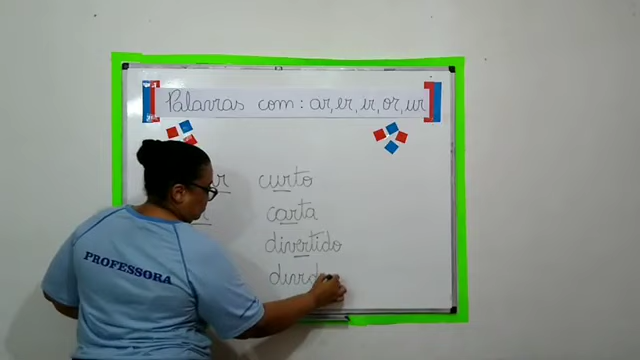 Palavras com: ar, er, ir, or, ur
r curto
carta
divertido
PROFESSORA